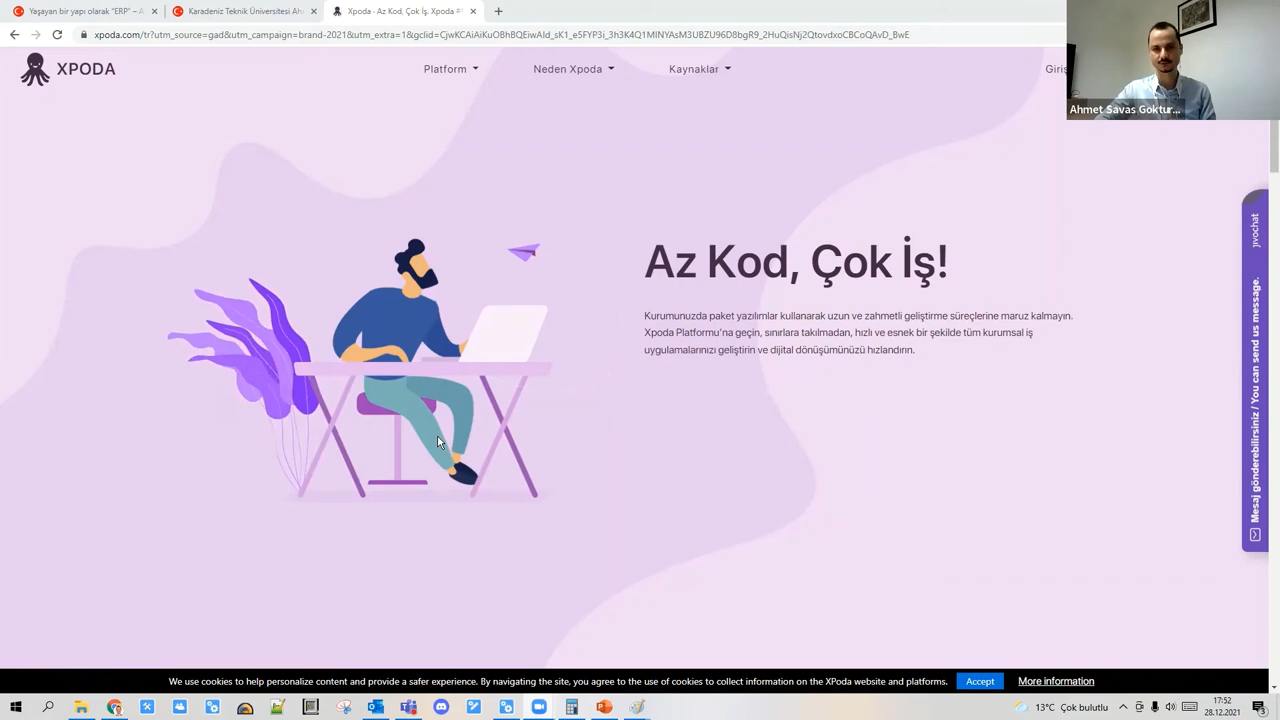 Yaşayan bir yapı olarak "ERP" – A
Karadeniz Teknik Üniversitesi Ah
Xpoda - Az Kod, Çok İş. Xpoda #
xpoda.com/tr?utm_source=gad&utm_campaign=brand-2021&utm_extra=1&gclid=
XPODA
Platform
Neden Xpoda
Kaynaklar
Giriş
Ahmet Savas Goktur...
Az Kod, Çok İş!
Kurumunuzda paket yazılımlar kullanarak uzun ve zahmetli geliştirme süreçlerine maruz kalmayın.
Xpoda Platformu'na geçin, sınırlara takılmadan, hızlı ve esnek bir şekilde tüm kurumsal iş
uygulamalarınızı geliştirin ve dijital dönüşümünüzü hızlandırın.
jivochat
Mesaj gönderebilirsiniz / You can send us message.
We use cookies to help personalize content and provide a safer experience. By navigating the site, you agree to the use of cookies to collect information on the XPoda website and platforms.
Accept
More information
13°C Çok bulutlu
17:52
28.12.2021
3